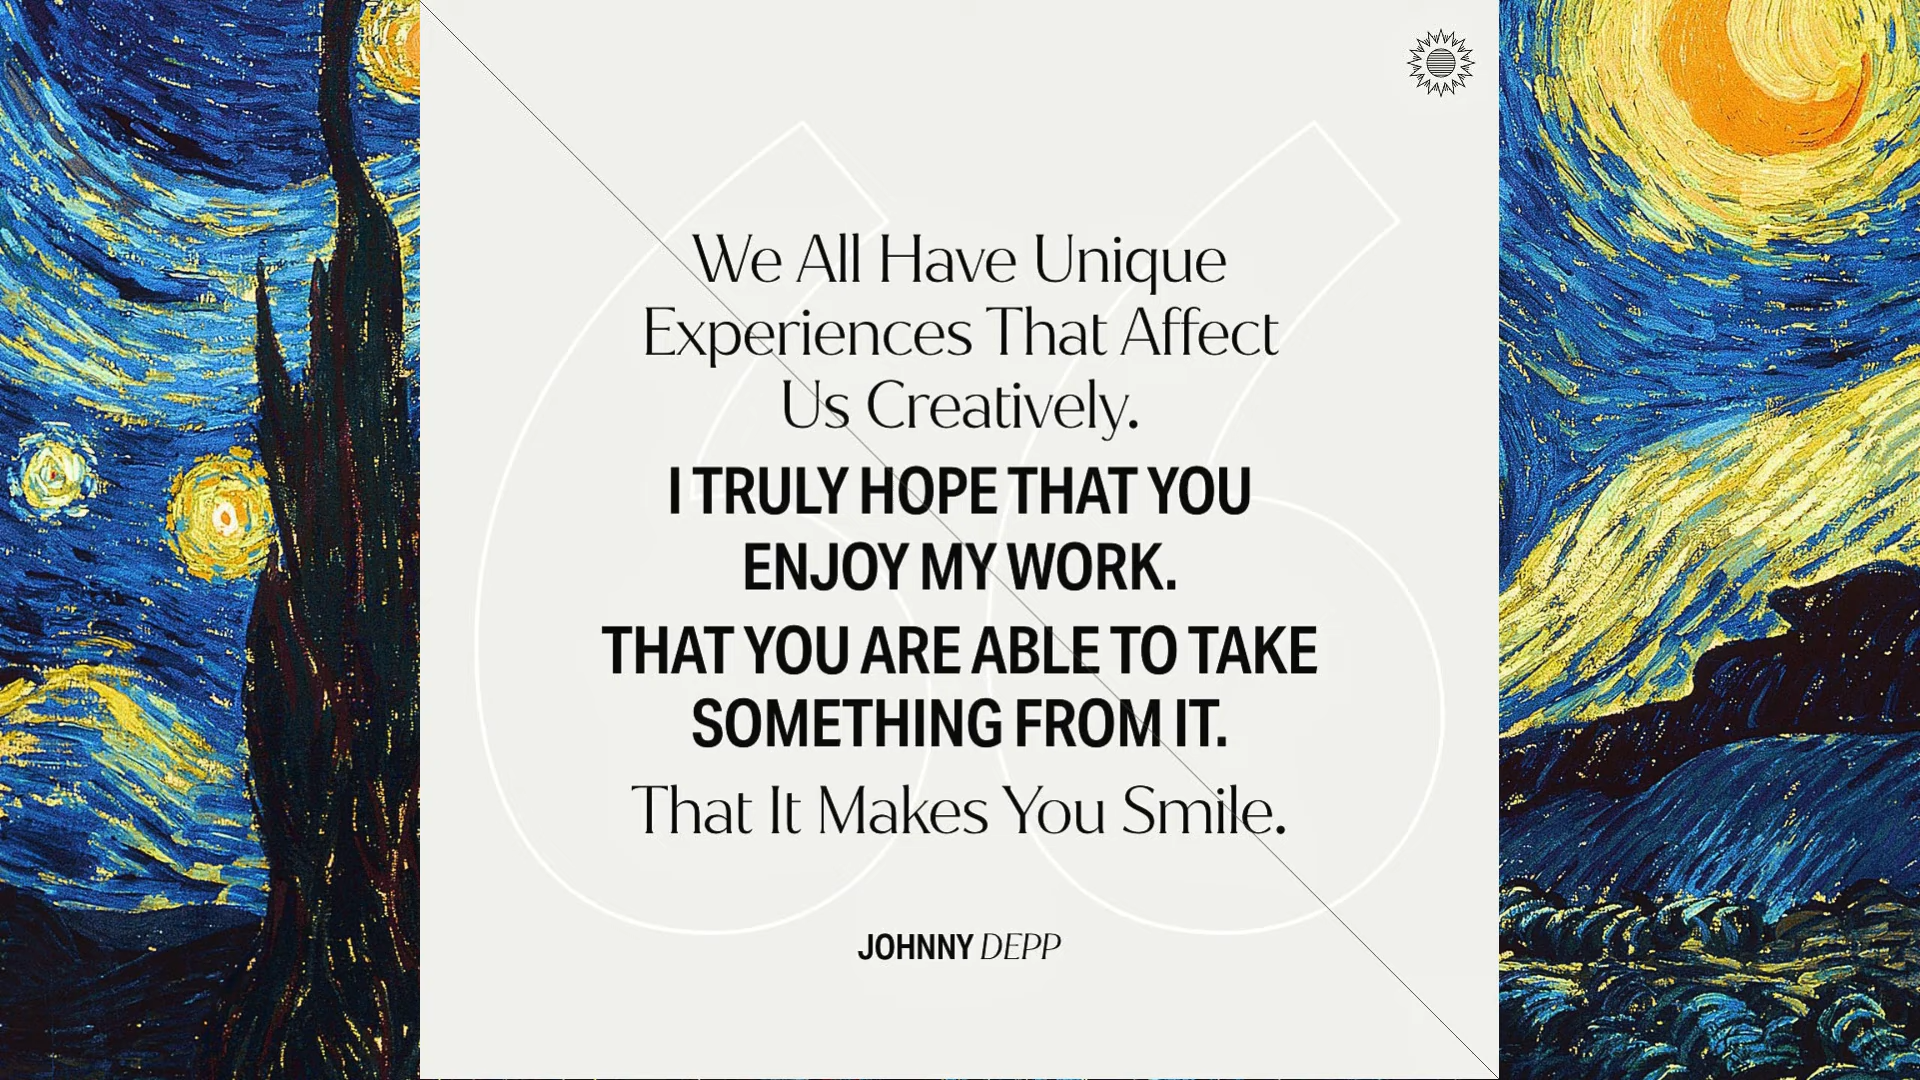 We All Have Unique
Experiences That Affect
Us Creatively.
I TRULY HOPE THAT YOU
ENJOY MY WORK.
THAT YOU ARE ABLE TO TAKE
SOMETHING FROM IT.
That It Makes You Smile.
JOHNNY DEPP